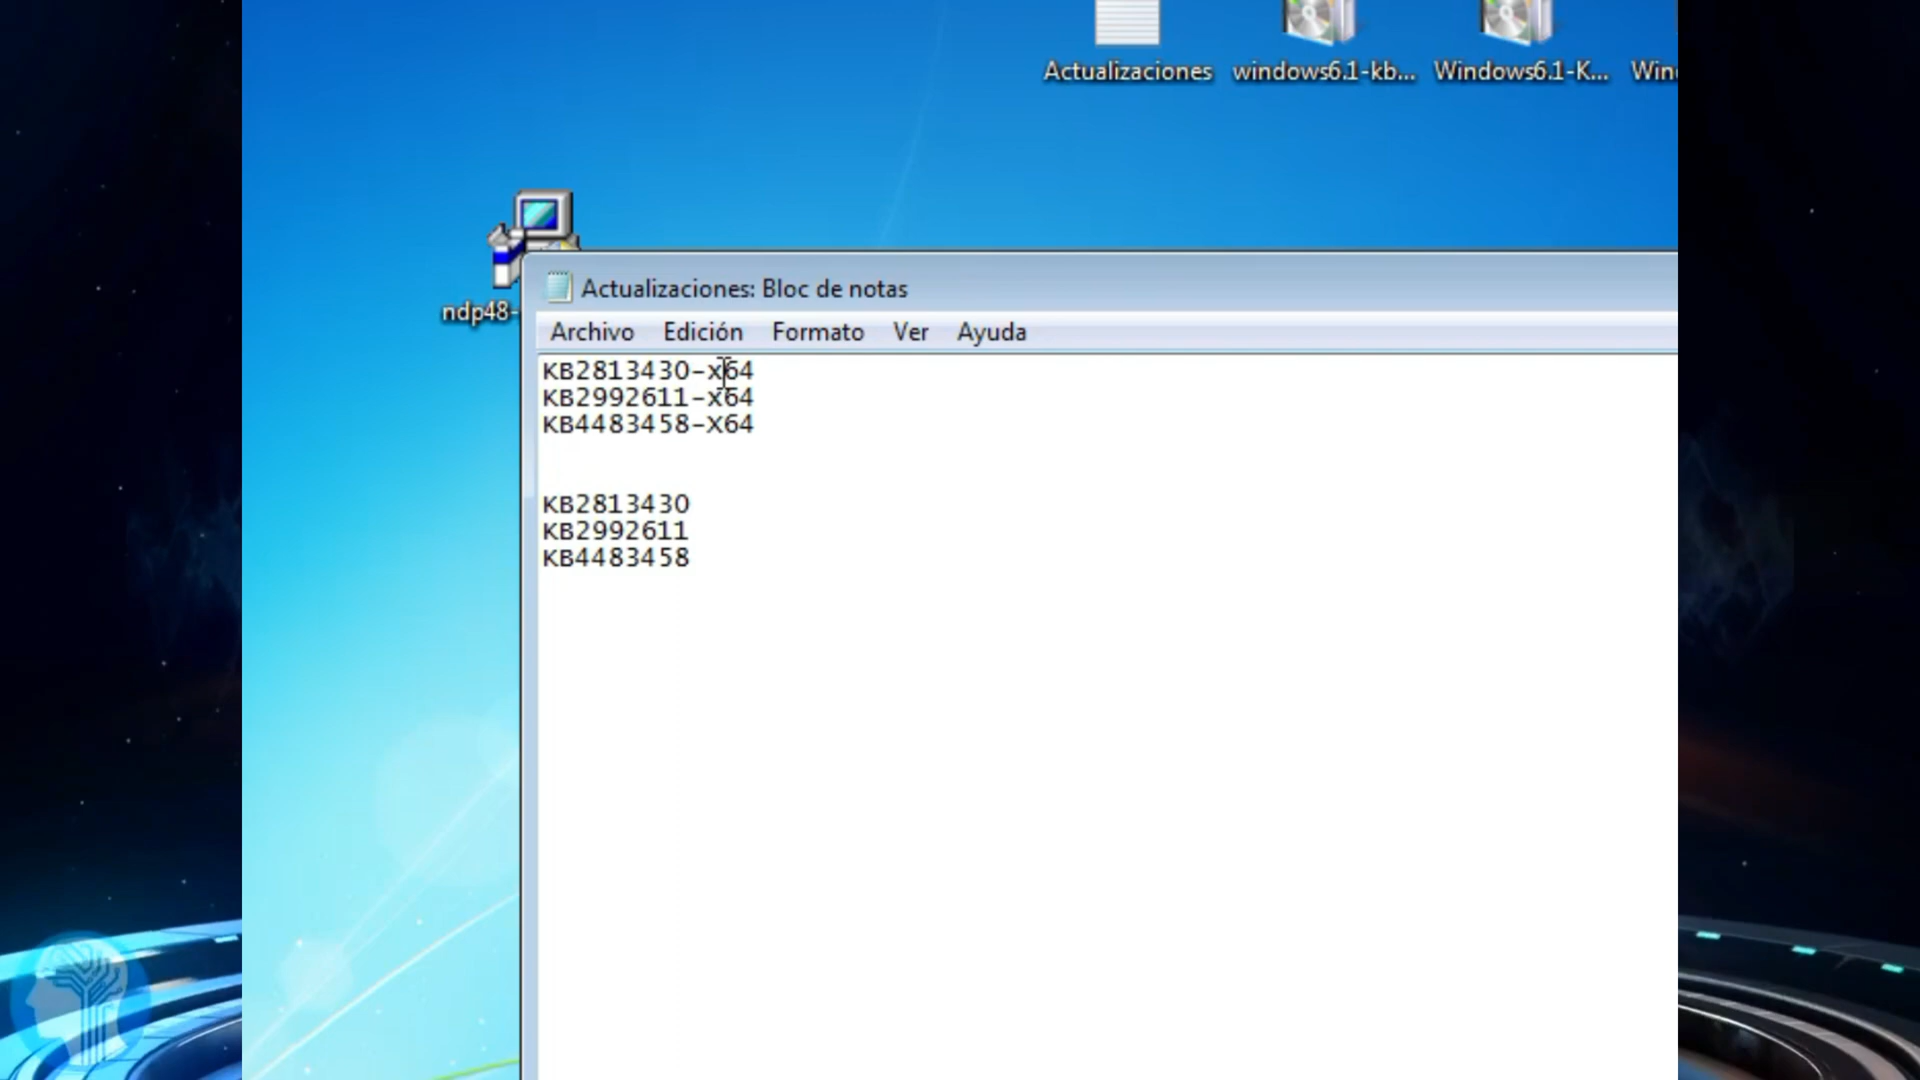 Actualizaciones
windows6.1-kb...
Windows6.1-K...
ndp48-
Actualizaciones: Bloc de notas
Archivo Edición Formato Ver Ayuda
KB2813430-x64
KB2992611-x64
KB4483458-X64
KB2813430
KB2992611
KB4483458